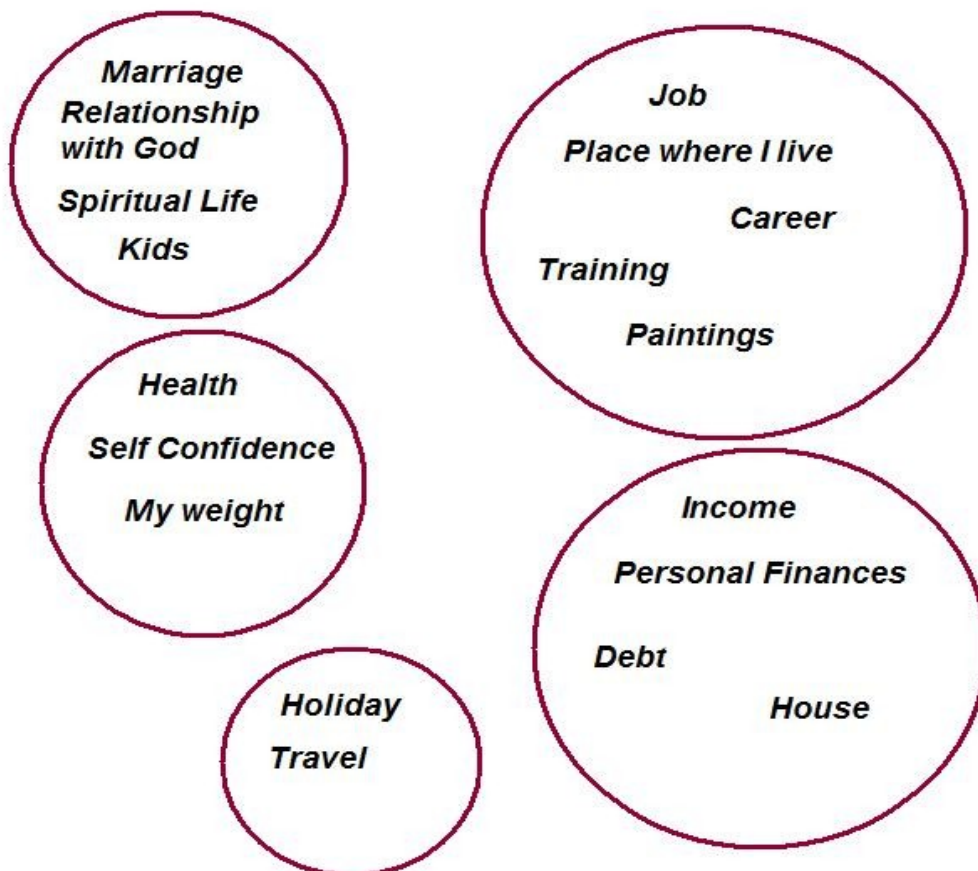 Marriage
Relationship
with God
Spiritual Life
Kids
Job
Place where I live
Career
Training
Paintings
Health
Self Confidence
My weight
Income
Personal Finances
Debt
House
Holiday
Travel